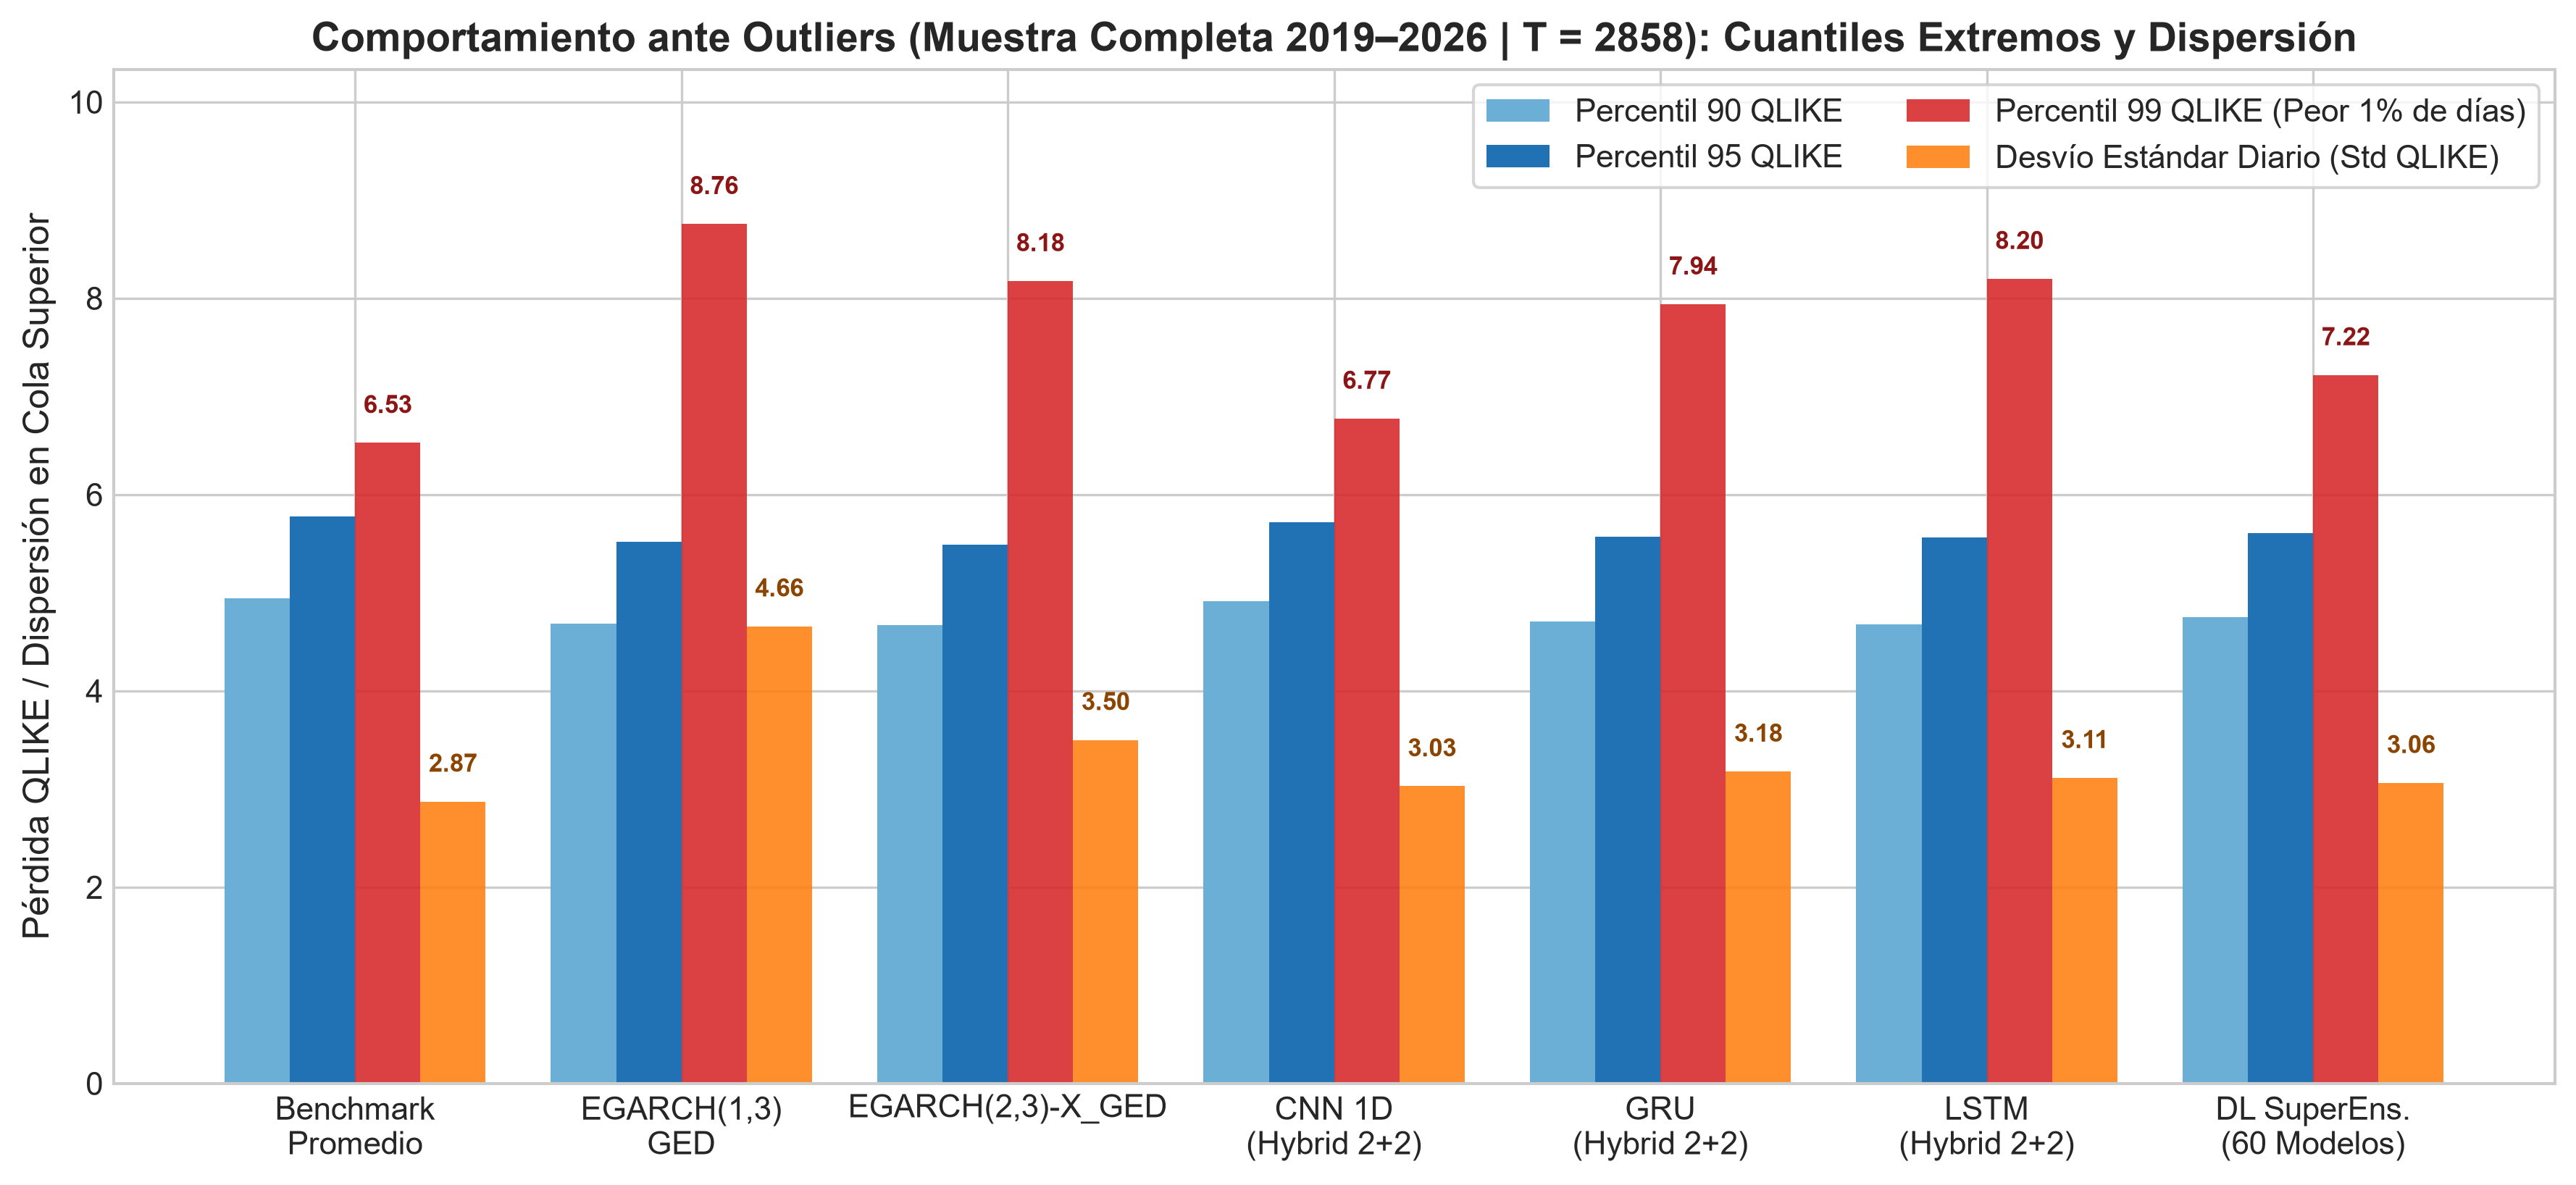 Comportamiento ante Outliers (Muestra Completa 2019–2026 | T = 2858): Cuantiles Extremos y Dispersión
Pérdida QLIKE / Dispersión en Cola Superior
10
8
6
4
2
0
Percentil 90 QLIKE
Percentil 95 QLIKE
Percentil 99 QLIKE (Peor 1% de días)
Desvío Estándar Diario (Std QLIKE)
6.53
2.87
8.76
4.66
8.18
3.50
6.77
3.03
7.94
3.18
8.20
3.11
7.22
3.06
Benchmark
Promedio
EGARCH(1,3)
GED
EGARCH(2,3)-X_GED
CNN 1D
(Hybrid 2+2)
GRU
(Hybrid 2+2)
LSTM
(Hybrid 2+2)
DL SuperEns.
(60 Modelos)